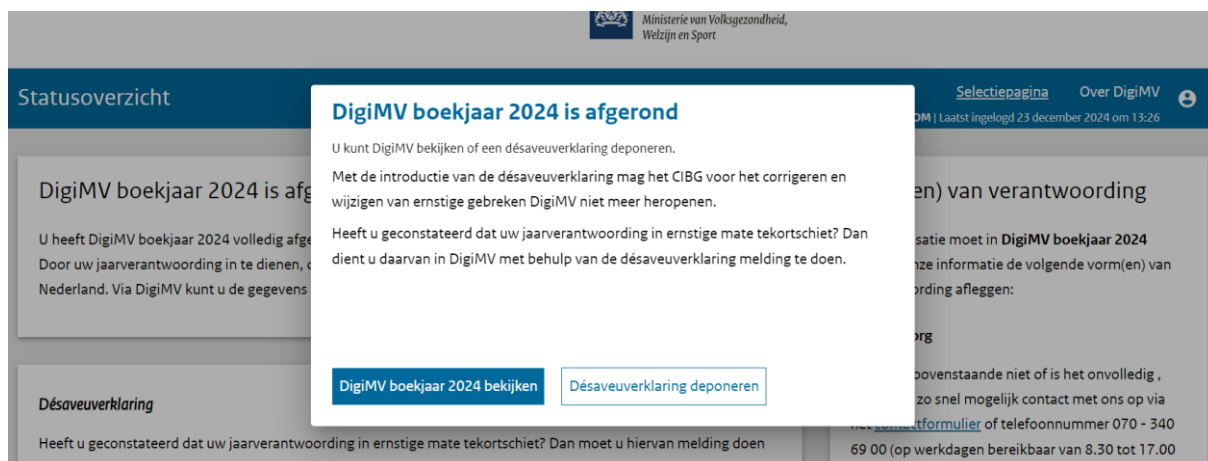 Ministerie van Volksgezondheid,
Welzijn en Sport
Statusoverzicht
Selectiepagina Over DigiMV
OM | Laatst ingelogd 23 december 2024 om 13:26
DigiMV boekjaar 2024 is afgerond
U kunt DigiMV bekijken of een désaveuverklaring deponeren.
Met de introductie van de désaveuverklaring mag het CIBG voor het corrigeren en
wijzigen van ernstige gebreken DigiMV niet meer heropenen.
Heeft u geconstateerd dat uw jaarverantwoording in ernstige mate tekortschiet? Dan
dient u daarvan in DigiMV met behulp van de désaveuverklaring melding te doen.
DigiMV boekjaar 2024 bekijken
Désaveuverklaring deponeren
DigiMV boekjaar 2024 is afg
U heeft DigiMV boekjaar 2024 volledig afge
Door uw jaarverantwoording in te dienen,
Nederland. Via DigiMV kunt u de gegevens
Désaveuverklaring
Heeft u geconstateerd dat uw jaarverantwoording in ernstige mate tekortschiet? Dan moet u hiervan melding doen
en) van verantwoording
satie moet in DigiMV boekjaar 2024
nze informatie de volgende vorm(en) van
ording afleggen:
org
bovenstaande niet of is het onvolledig ,
zo snel mogelijk contact met ons op via
het contactformulier of telefoonnummer 070 - 340
69 00 (op werkdagen bereikbaar van 8.30 tot 17.00